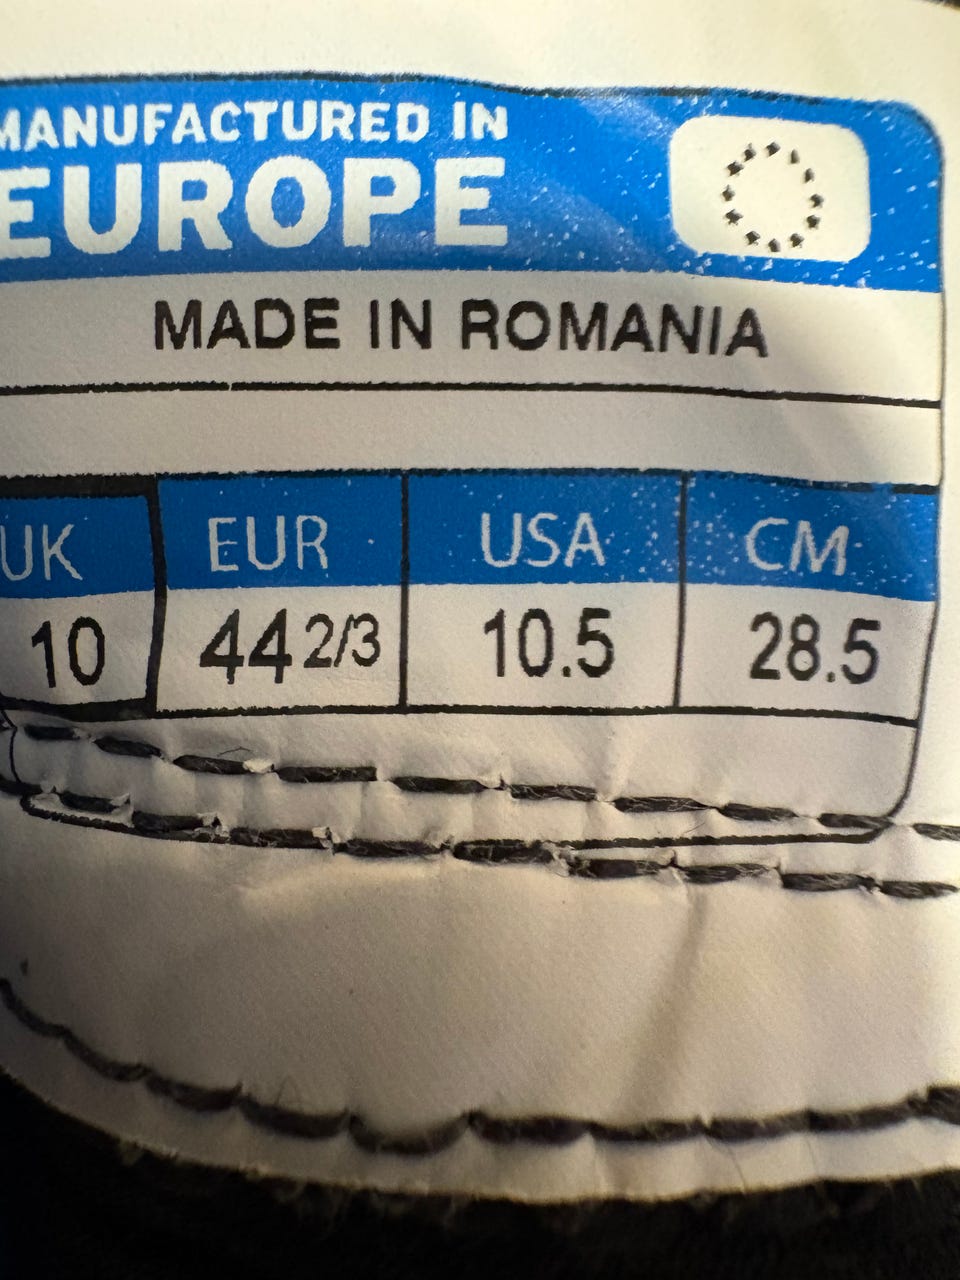 MANUFACTURED IN
EUROPE
MADE IN ROMANIA
UK EUR USA CM
10 44 2/3 10.5 28.5